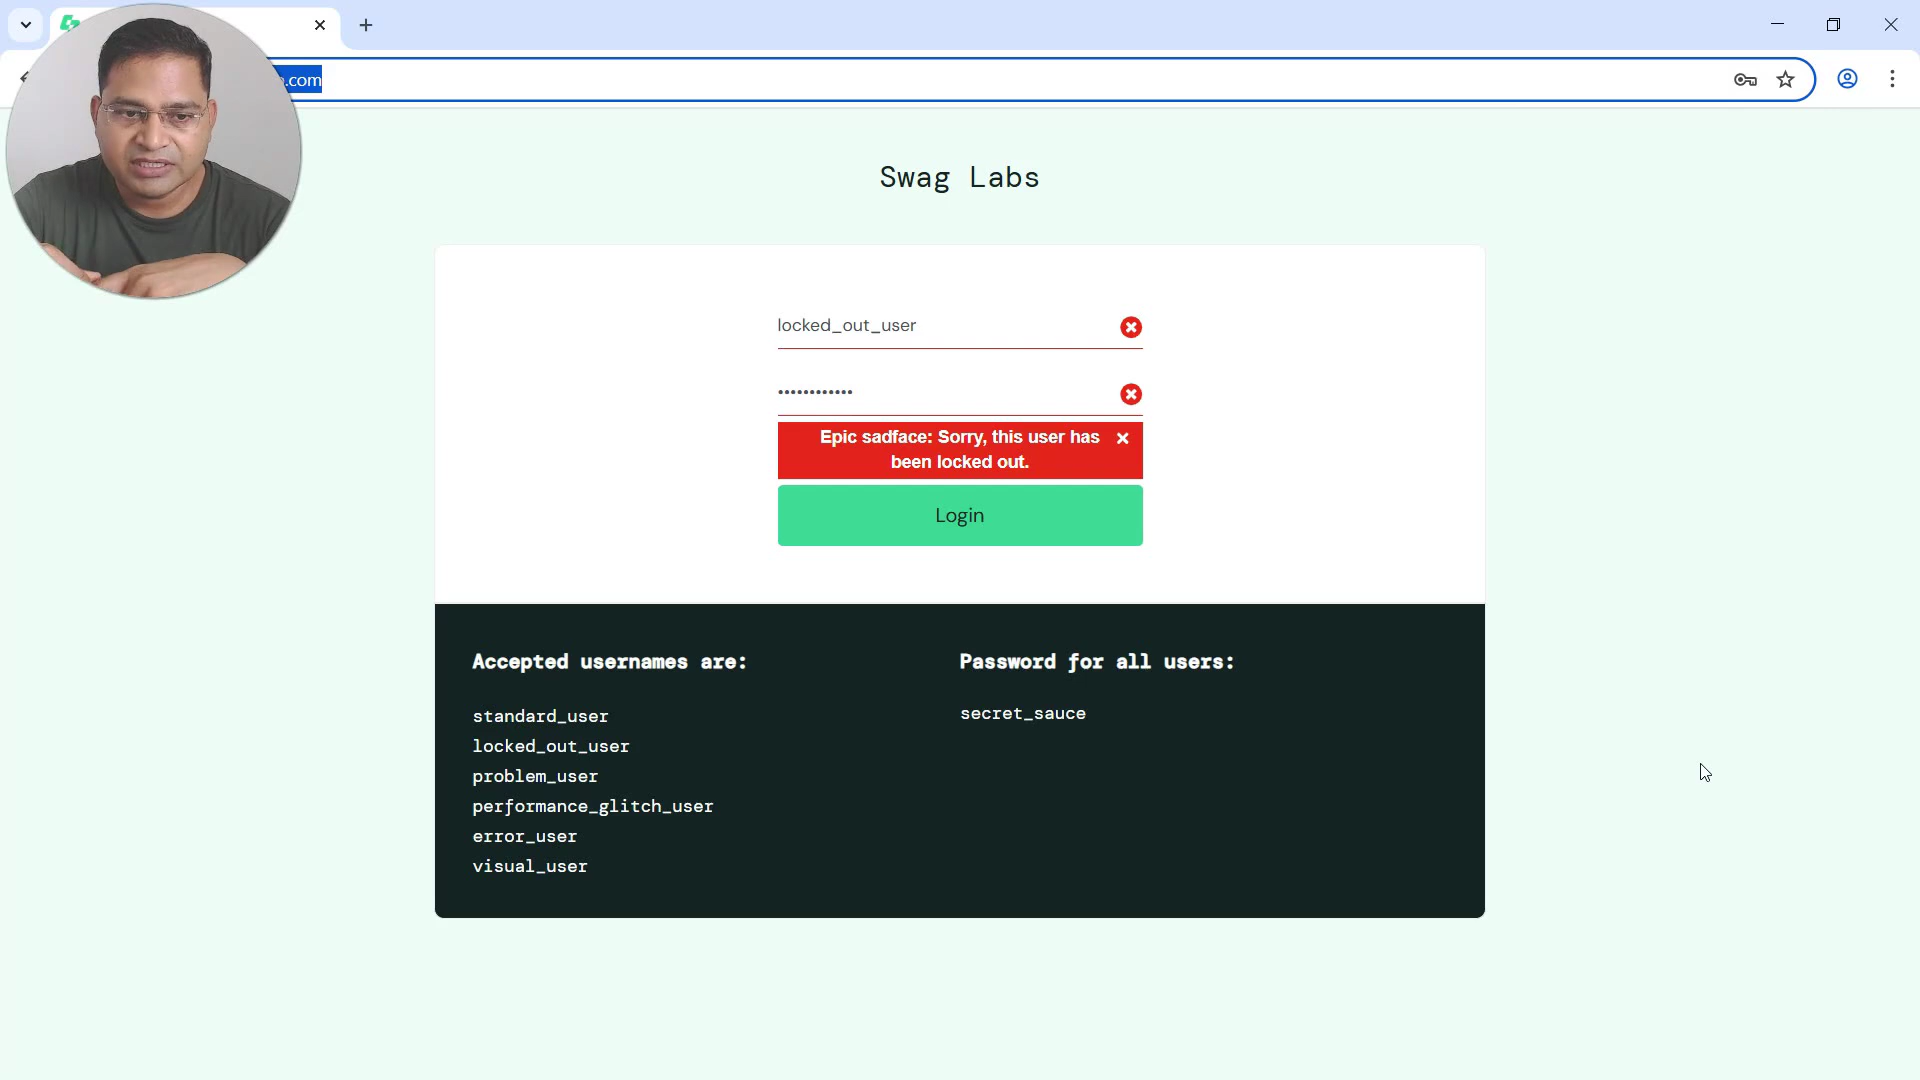 .com
Swag Labs
locked_out_user
Epic sadface: Sorry, this user has
been locked out.
Login
Accepted usernames are:
Password for all users:
standard_user
secret_sauce
locked_out_user
problem_user
performance_glitch_user
error_user
visual_user